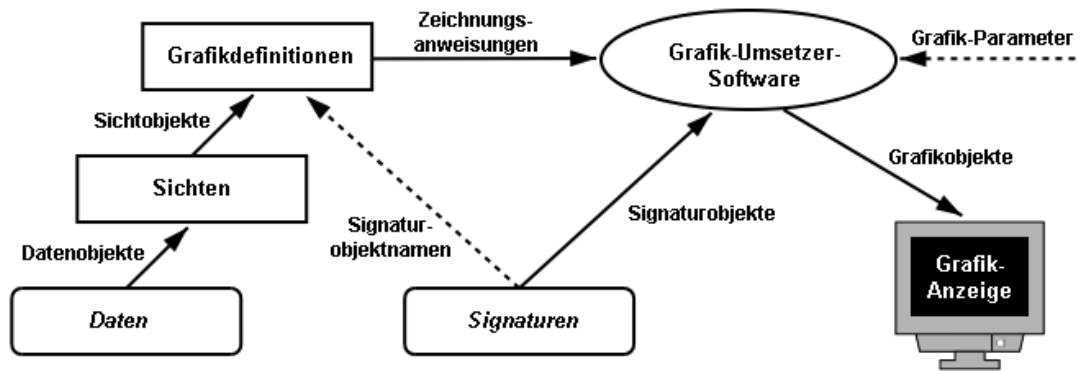 Zeichnungs-
anweisungen
Grafikdefinitionen
Grafik-Umsetzer-
Software
Grafik-Parameter
Sichtobjekte
Grafikobjekte
Sichten
Signaturobjekte
Signatur-
objektnamen
Datenobjekte
Grafik-
Anzeige
Daten
Signaturen